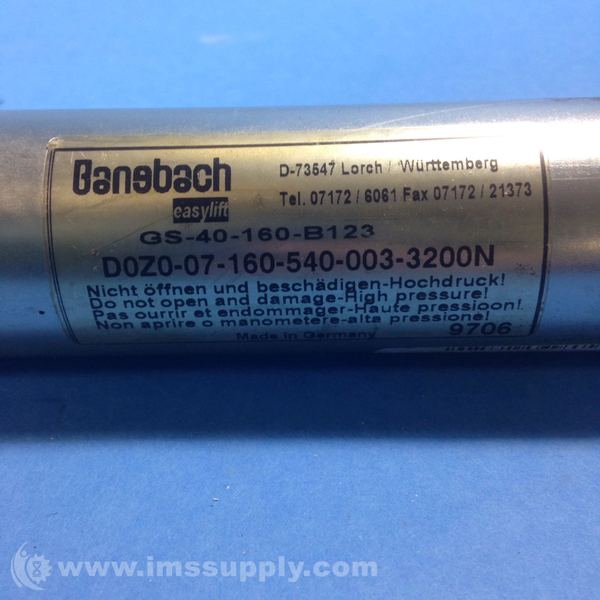 Bansbach
easylift
D-73547 Lorch / Württemberg
Tel. 07172 / 6061 Fax 07172 / 21373
GS-40-160-B123
D0Z0-07-160-540-003-3200N
Nicht öffnen und beschädigen-Hochdruck!
Do not open and damage-High pressure!
Pas ourrir et endommager-Haute pressioon!
Non aprire o manometere-alta pressione!
9706
Made in Germany
www.imssupply.com